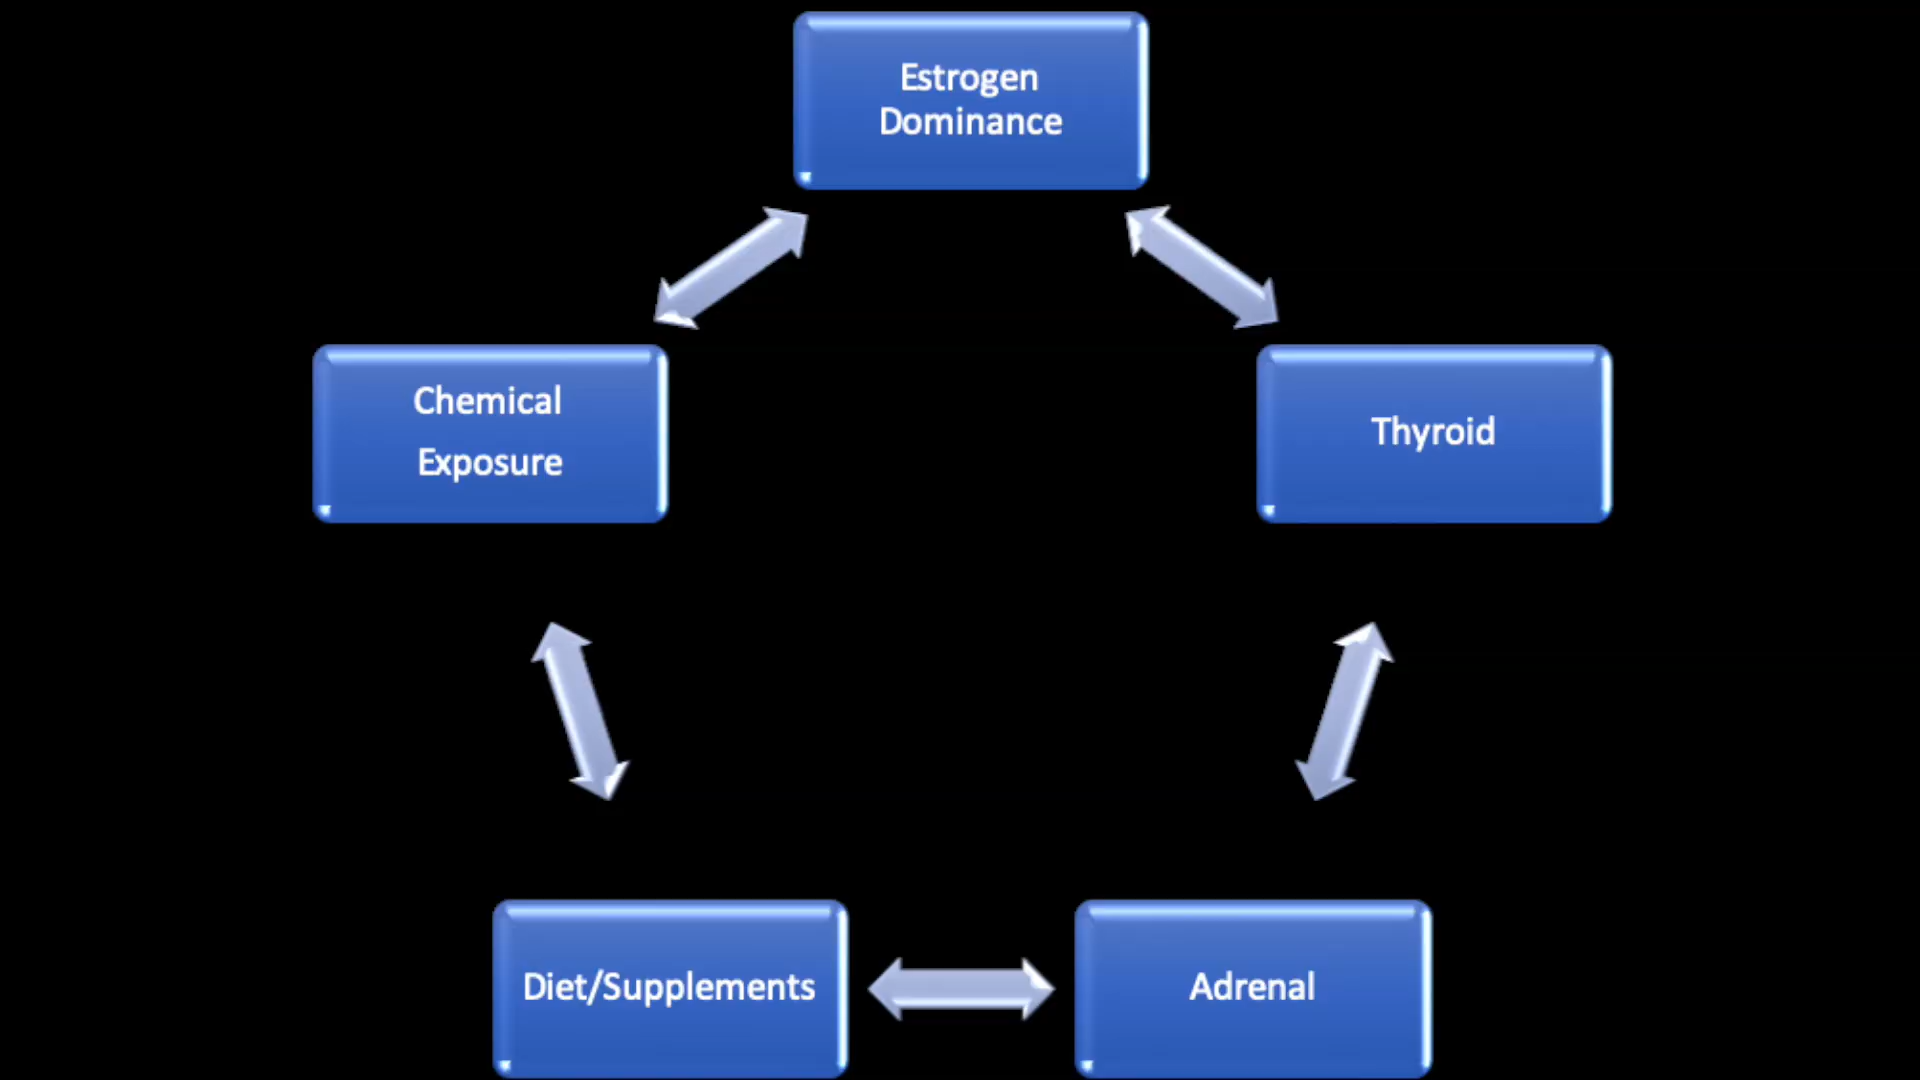 Estrogen
Dominance
Chemical
Exposure
Thyroid
Diet/Supplements
Adrenal